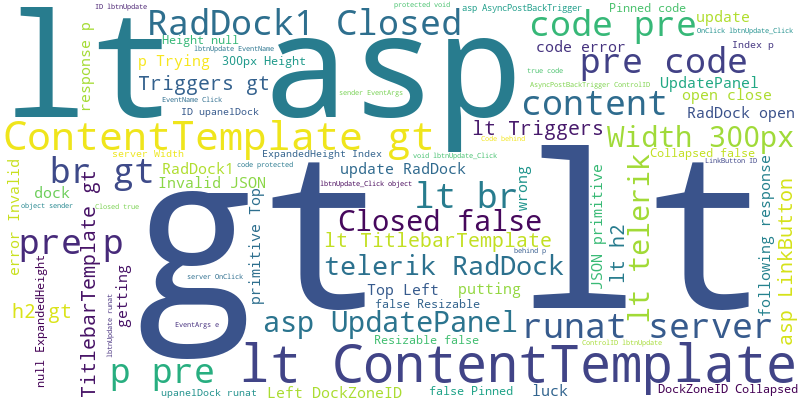 ID lbtnUpdate
protected void
asp AsyncPostBackTrigger
Pinned code
lt
RadDock1 Closed
asp
code pre
update
OnClick lbtnUpdate_Click
response p
Height null
lbtnUpdate EventName
code error
Index p
p Trying
300px Height
pre code
UpdatePanel
true code
Triggers gt
AsyncPostBackTrigger ControlID
open close
EventName Click
sender EventArgs
content
ID upanelDock
RadDock open
ContentTemplate gt
lt Triggers
Width 300px
Code behind
server Width
ExpandedHeight Index
void lbtnUpdate_Click
Collapsed false
br gt
code protected
LinkButton ID
error Invalid
RadDock1
update RadDock
wrong
Invalid JSON
lbtnUpdate_Click object
dock
lt br
object sender
Closed true
Closed false
pre p
gt
lt
lt TitlebarTemplate
behind p
TitlebarTemplate gt
primitive Top
JSON primitive
lt h2
lt telerik
following response
asp LinkButton
telerik RadDock
server OnClick
getting
Top Left
putting
h2 gt
false Resizable
null ExpandedHeight
lbtnUpdate runat
EventArgs e
asp UpdatePanel
runat server
Resizable false
ControlID lbtnUpdate
p pre
lt ContentTemplate
upanelDock runat
Left DockZoneID
false Pinned
luck
DockZoneID Collapsed